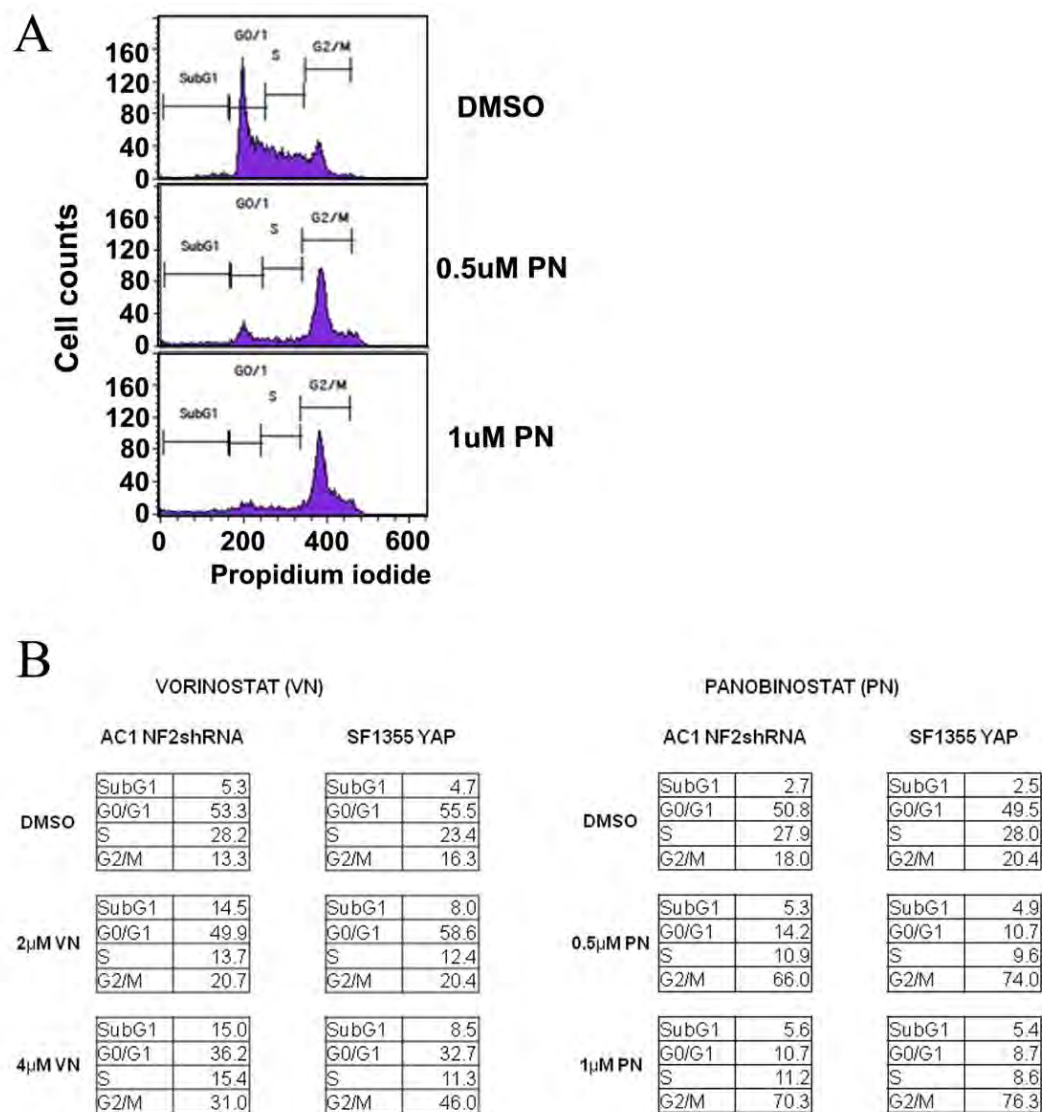 A
160
120
80
40
0
SubG1
G0/1
S
G2/M
DMSO
160
120
80
40
0
SubG1
G0/1
S
G2/M
0.5uM PN
160
120
80
40
0
SubG1
G0/1
S
G2/M
1uM PN
Cell counts
0 200 400 600
Propidium iodide
B
VORINOSTAT (VN)
AC1 NF2shRNA SF1355 YAP
DMSO
SubG1 5.3
G0/G1 53.3
S 28.2
G2/M 13.3
SubG1 4.7
G0/G1 55.5
S 23.4
G2/M 16.3
2µM VN
SubG1 14.5
G0/G1 49.9
S 13.7
G2/M 20.7
SubG1 8.0
G0/G1 58.6
S 12.4
G2/M 20.4
4µM VN
SubG1 15.0
G0/G1 36.2
S 15.4
G2/M 31.0
SubG1 8.5
G0/G1 32.7
S 11.3
G2/M 46.0
PANOBINOSTAT (PN)
AC1 NF2shRNA SF1355 YAP
DMSO
SubG1 2.7
G0/G1 50.8
S 27.9
G2/M 18.0
SubG1 2.5
G0/G1 49.5
S 28.0
G2/M 20.4
0.5µM PN
SubG1 5.3
G0/G1 14.2
S 10.9
G2/M 66.0
SubG1 4.9
G0/G1 10.7
S 9.6
G2/M 74.0
1µM PN
SubG1 5.6
G0/G1 10.7
S 11.2
G2/M 70.3
SubG1 5.4
G0/G1 8.7
S 8.6
G2/M 76.3